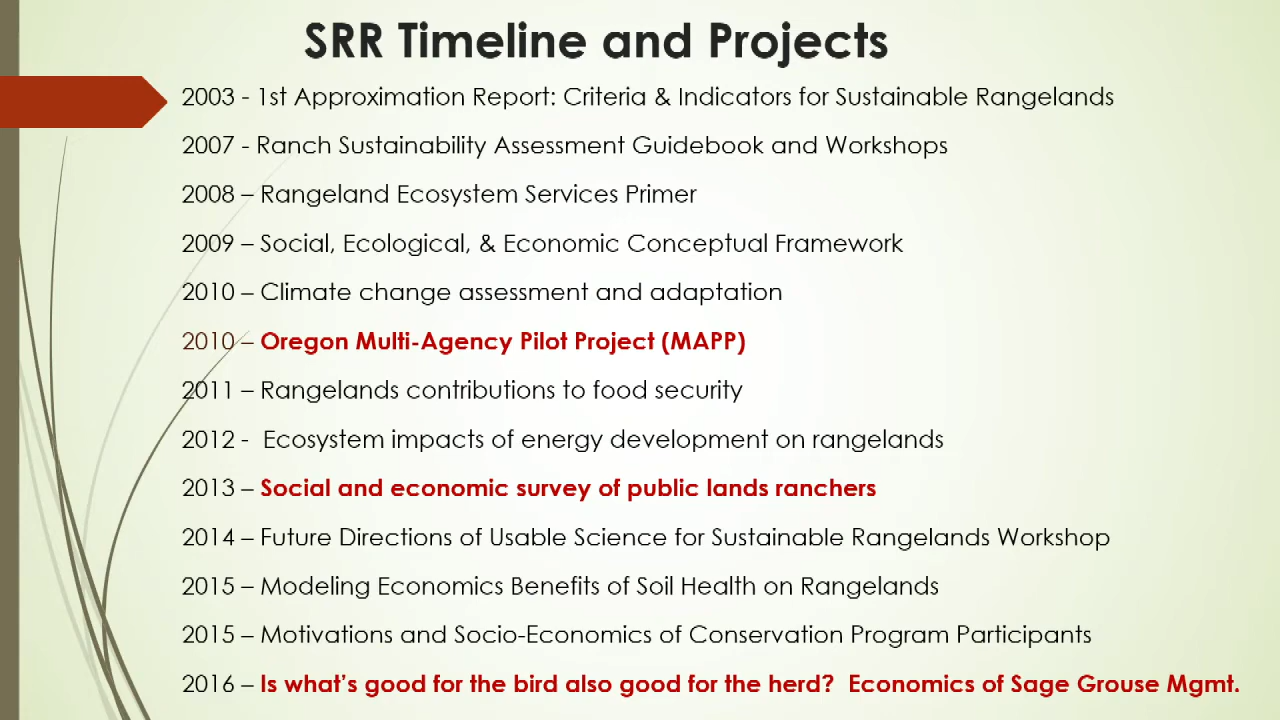 SRR Timeline and Projects
2003 - 1st Approximation Report: Criteria & Indicators for Sustainable Rangelands
2007 - Ranch Sustainability Assessment Guidebook and Workshops
2008 – Rangeland Ecosystem Services Primer
2009 – Social, Ecological, & Economic Conceptual Framework
2010 – Climate change assessment and adaptation
2010 – Oregon Multi-Agency Pilot Project (MAPP)
2011 – Rangelands contributions to food security
2012 -  Ecosystem impacts of energy development on rangelands
2013 – Social and economic survey of public lands ranchers
2014 – Future Directions of Usable Science for Sustainable Rangelands Workshop
2015 – Modeling Economics Benefits of Soil Health on Rangelands
2015 – Motivations and Socio-Economics of Conservation Program Participants
2016 – Is what’s good for the bird also good for the herd?  Economics of Sage Grouse Mgmt.